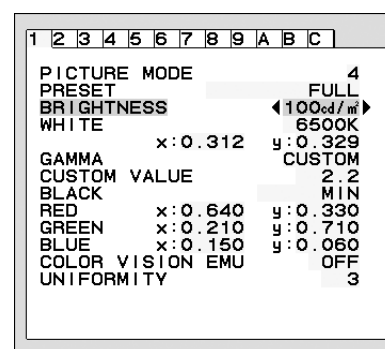 1 2 3 4 5 6 7 8 9 A B C
PICTURE MODE 4
PRESET FULL
BRIGHTNESS ◀100cd/㎡▶
WHITE 6500K
x:0.312 y:0.329
GAMMA CUSTOM
CUSTOM VALUE 2.2
BLACK MIN
RED x:0.640 y:0.330
GREEN x:0.210 y:0.710
BLUE x:0.150 y:0.060
COLOR VISION EMU OFF
UNIFORMITY 3